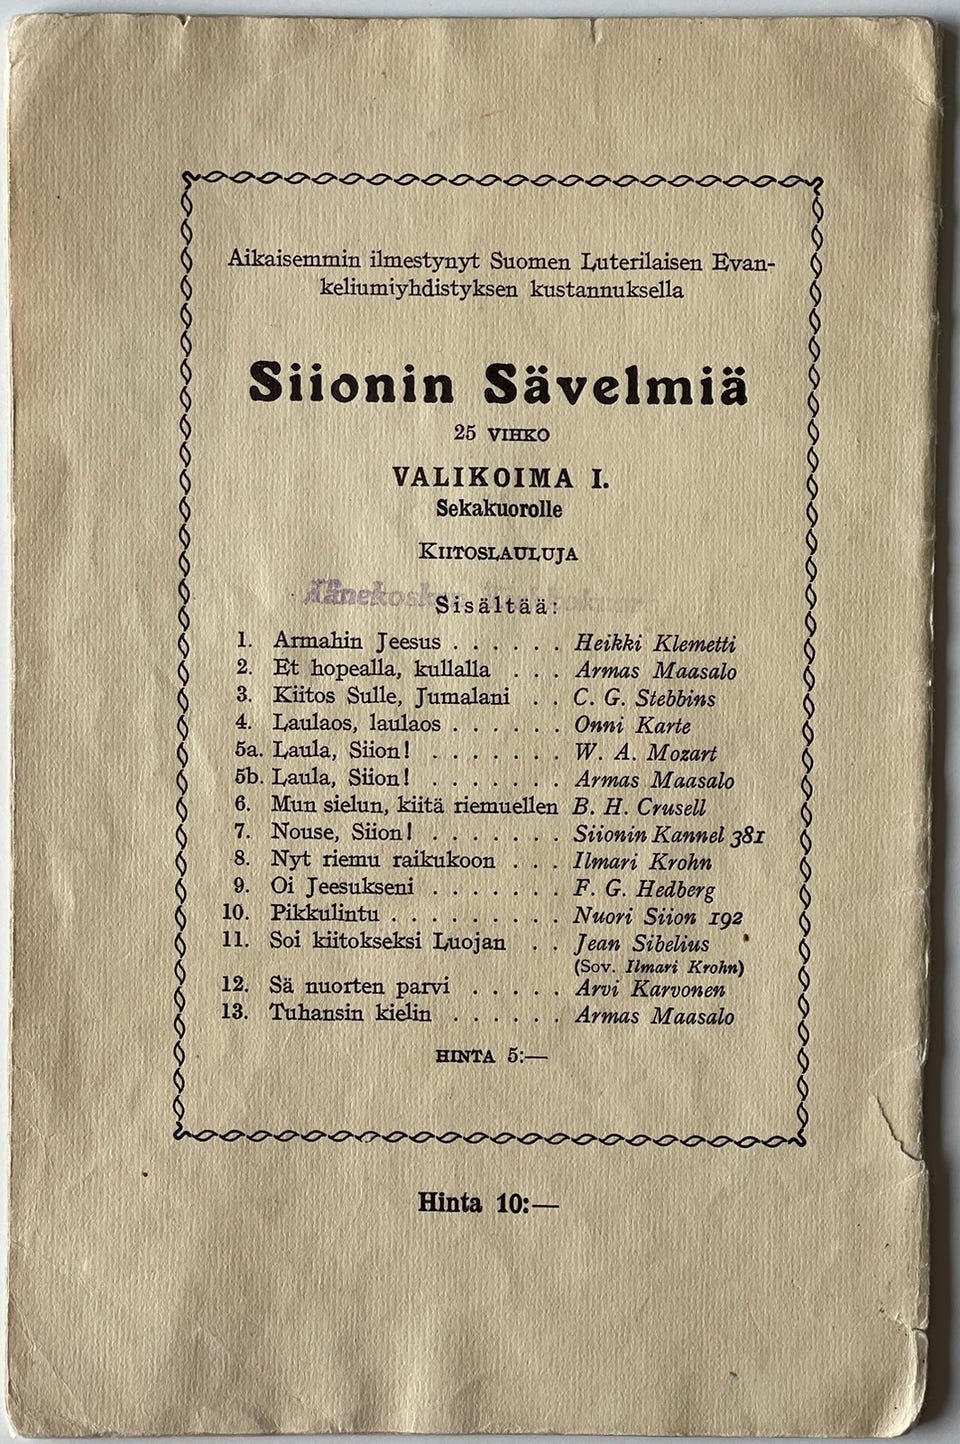 Aikaisemmin ilmestynyt Suomen Luterilaisen Evan-
keliumiyhdistyksen kustannuksella
Siionin Sävelmiä
25 VIHKO
VALIKOIMA I.
Sekakuorolle
KIITOSLAULUJA
Sisältää:
1. Armahin Jeesus . . . . . . Heikki Klemetti
2. Et hopealla, kullalla . . . Armas Maasalo
3. Kiitos Sulle, Jumalani . . C. G. Stebbins
4. Laulaos, laulaos . . . . . . Onni Karte
5a. Laula, Siion! . . . . . . . W. A. Mozart
5b. Laula, Siion! . . . . . . . Armas Maasalo
6. Mun sielun, kiitä riemuellen B. H. Crusell
7. Nouse, Siion! . . . . . . . Siionin Kannel 381
8. Nyt riemu raikukoon . . . Ilmari Krohn
9. Oi Jeesukseni . . . . . . . F. G. Hedberg
10. Pikkulintu . . . . . . . . . Nuori Siion 192
11. Soi kiitokseksi Luojan . . Jean Sibelius
(Sov. Ilmari Krohn)
12. Sä nuorten parvi . . . . . Arvi Karvonen
13. Tuhansin kielin . . . . . . Armas Maasalo
HINTA 5:—
Hinta 10:—